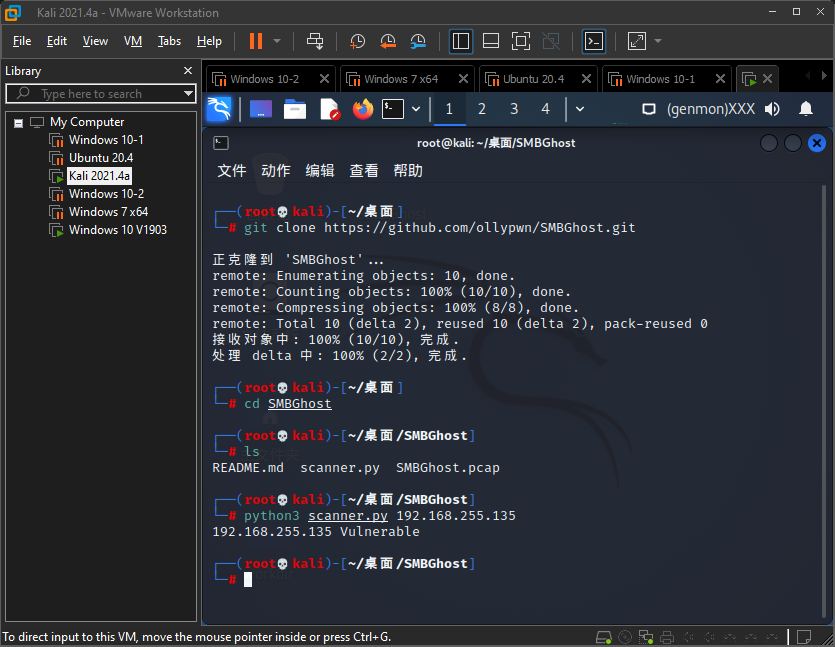 Kali 2021.4a - VMware Workstation
File Edit View VM Tabs Help
Library
Type here to search
My Computer
Windows 10-1
Ubuntu 20.4
Kali 2021.4a
Windows 10-2
Windows 7 x64
Windows 10 V1903
Windows 10-2 Windows 7 x64 Ubuntu 20.4 Windows 10-1
1 2 3 4 (genmon)XXX
root@kali: ~/桌面/SMBGhost
文件 动作 编辑 查看 帮助
┌──(root💀kali)-[~/桌面]
└─# git clone https://github.com/ollypwn/SMBGhost.git
正克隆到 'SMBGhost'...
remote: Enumerating objects: 10, done.
remote: Counting objects: 100% (10/10), done.
remote: Compressing objects: 100% (8/8), done.
remote: Total 10 (delta 2), reused 10 (delta 2), pack-reused 0
接收对象中: 100% (10/10), 完成.
处理 delta 中: 100% (2/2), 完成.
┌──(root💀kali)-[~/桌面]
└─# cd SMBGhost
┌──(root💀kali)-[~/桌面/SMBGhost]
└─# ls
README.md scanner.py SMBGhost.pcap
┌──(root💀kali)-[~/桌面/SMBGhost]
└─# python3 scanner.py 192.168.255.135
192.168.255.135 Vulnerable
┌──(root💀kali)-[~/桌面/SMBGhost]
└─#
To direct input to this VM, move the mouse pointer inside or press Ctrl+G.